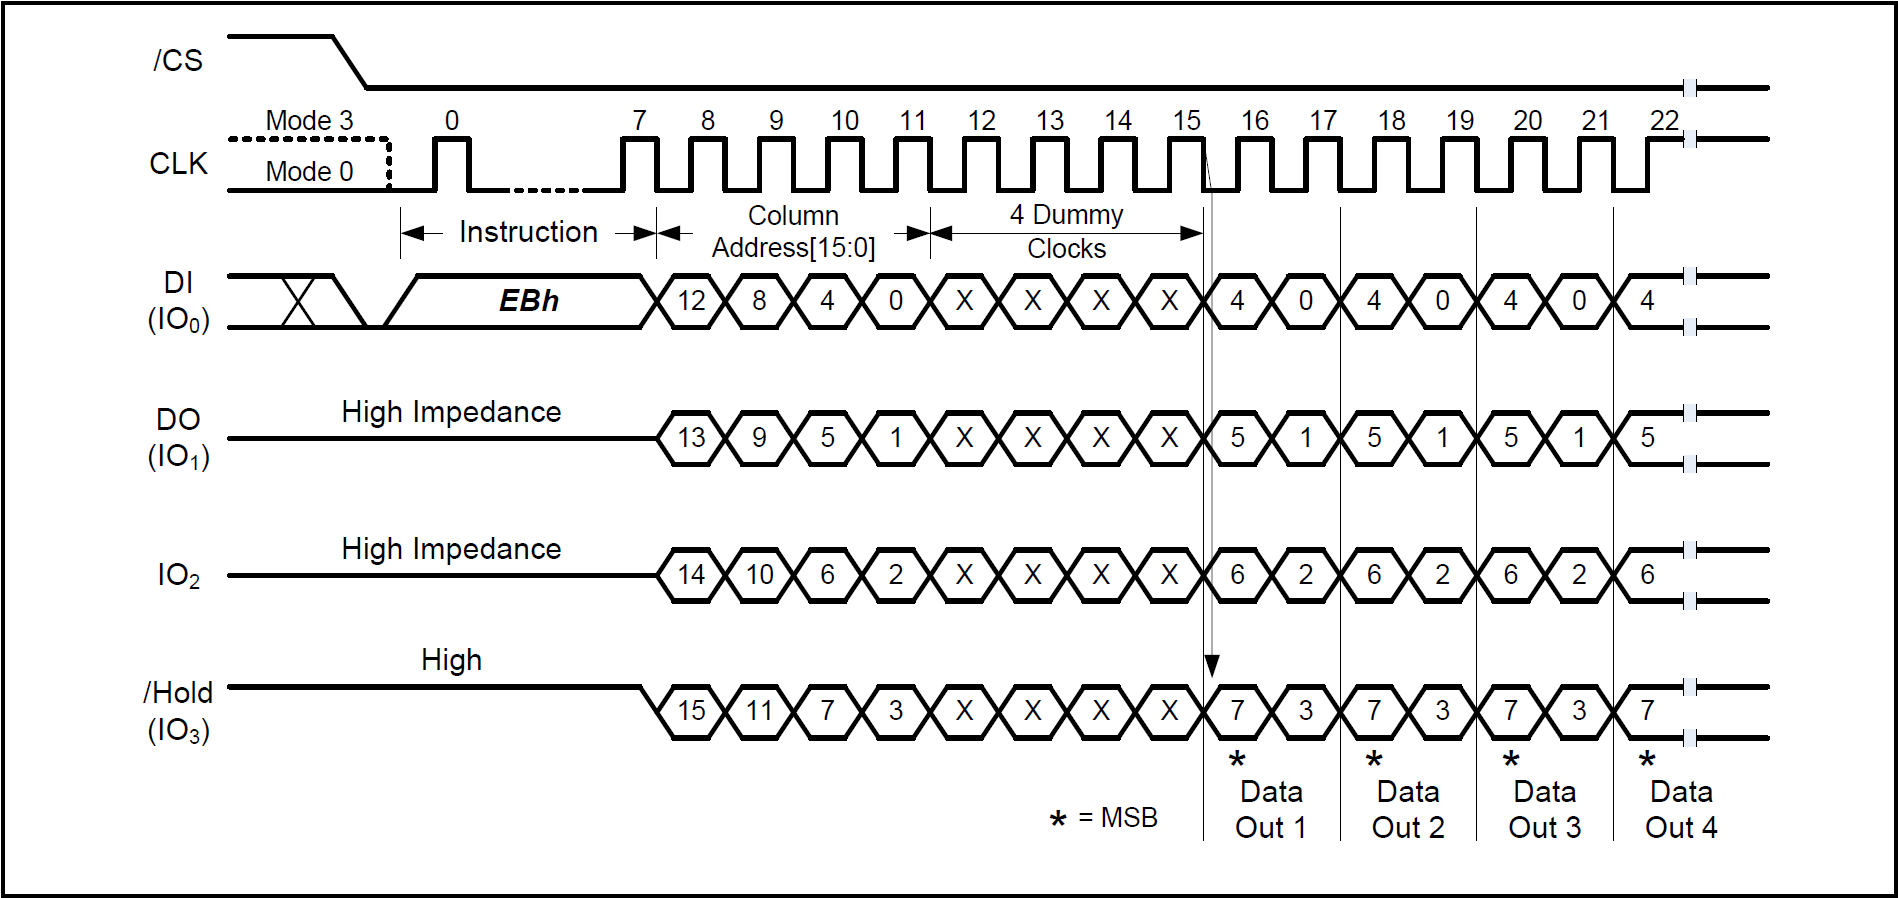 /CS
Mode 3 0 7 8 9 10 11 12 13 14 15 16 17 18 19 20 21 22
CLK
Mode 0
Instruction
Column
Address[15:0]
4 Dummy
Clocks
DI
(IO0)
EBh 12 8 4 0 X X X X 4 0 4 0 4 0 4
DO
(IO1)
High Impedance
13 9 5 1 X X X X 5 1 5 1 5 1 5
High Impedance
IO2
14 10 6 2 X X X X 6 2 6 2 6 2 6
High
/Hold
(IO3)
15 11 7 3 X X X X 7 3 7 3 7 3 7
* * * *
* = MSB
Data
Out 1
Data
Out 2
Data
Out 3
Data
Out 4